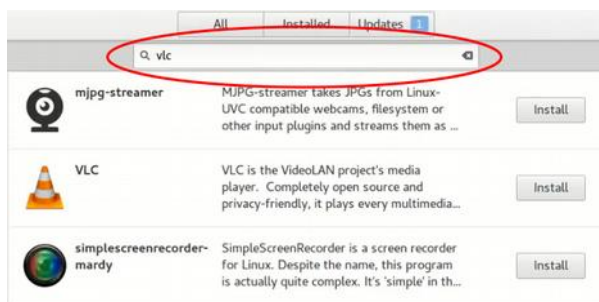 All Installed Updates 1
vlc
mjpg-streamer
MJPG-streamer takes JPGs from Linux-
UVC compatible webcams, filesystem or
other input plugins and streams them as ...
Install
VLC
VLC is the VideoLAN project's media
player. Completely open source and
privacy-friendly, it plays every multimedia...
Install
simplescreenrecorder-
mardy
SimpleScreenRecorder is a screen recorder
for Linux. Despite the name, this program
is actually quite complex. It's 'simple' in th...
Install